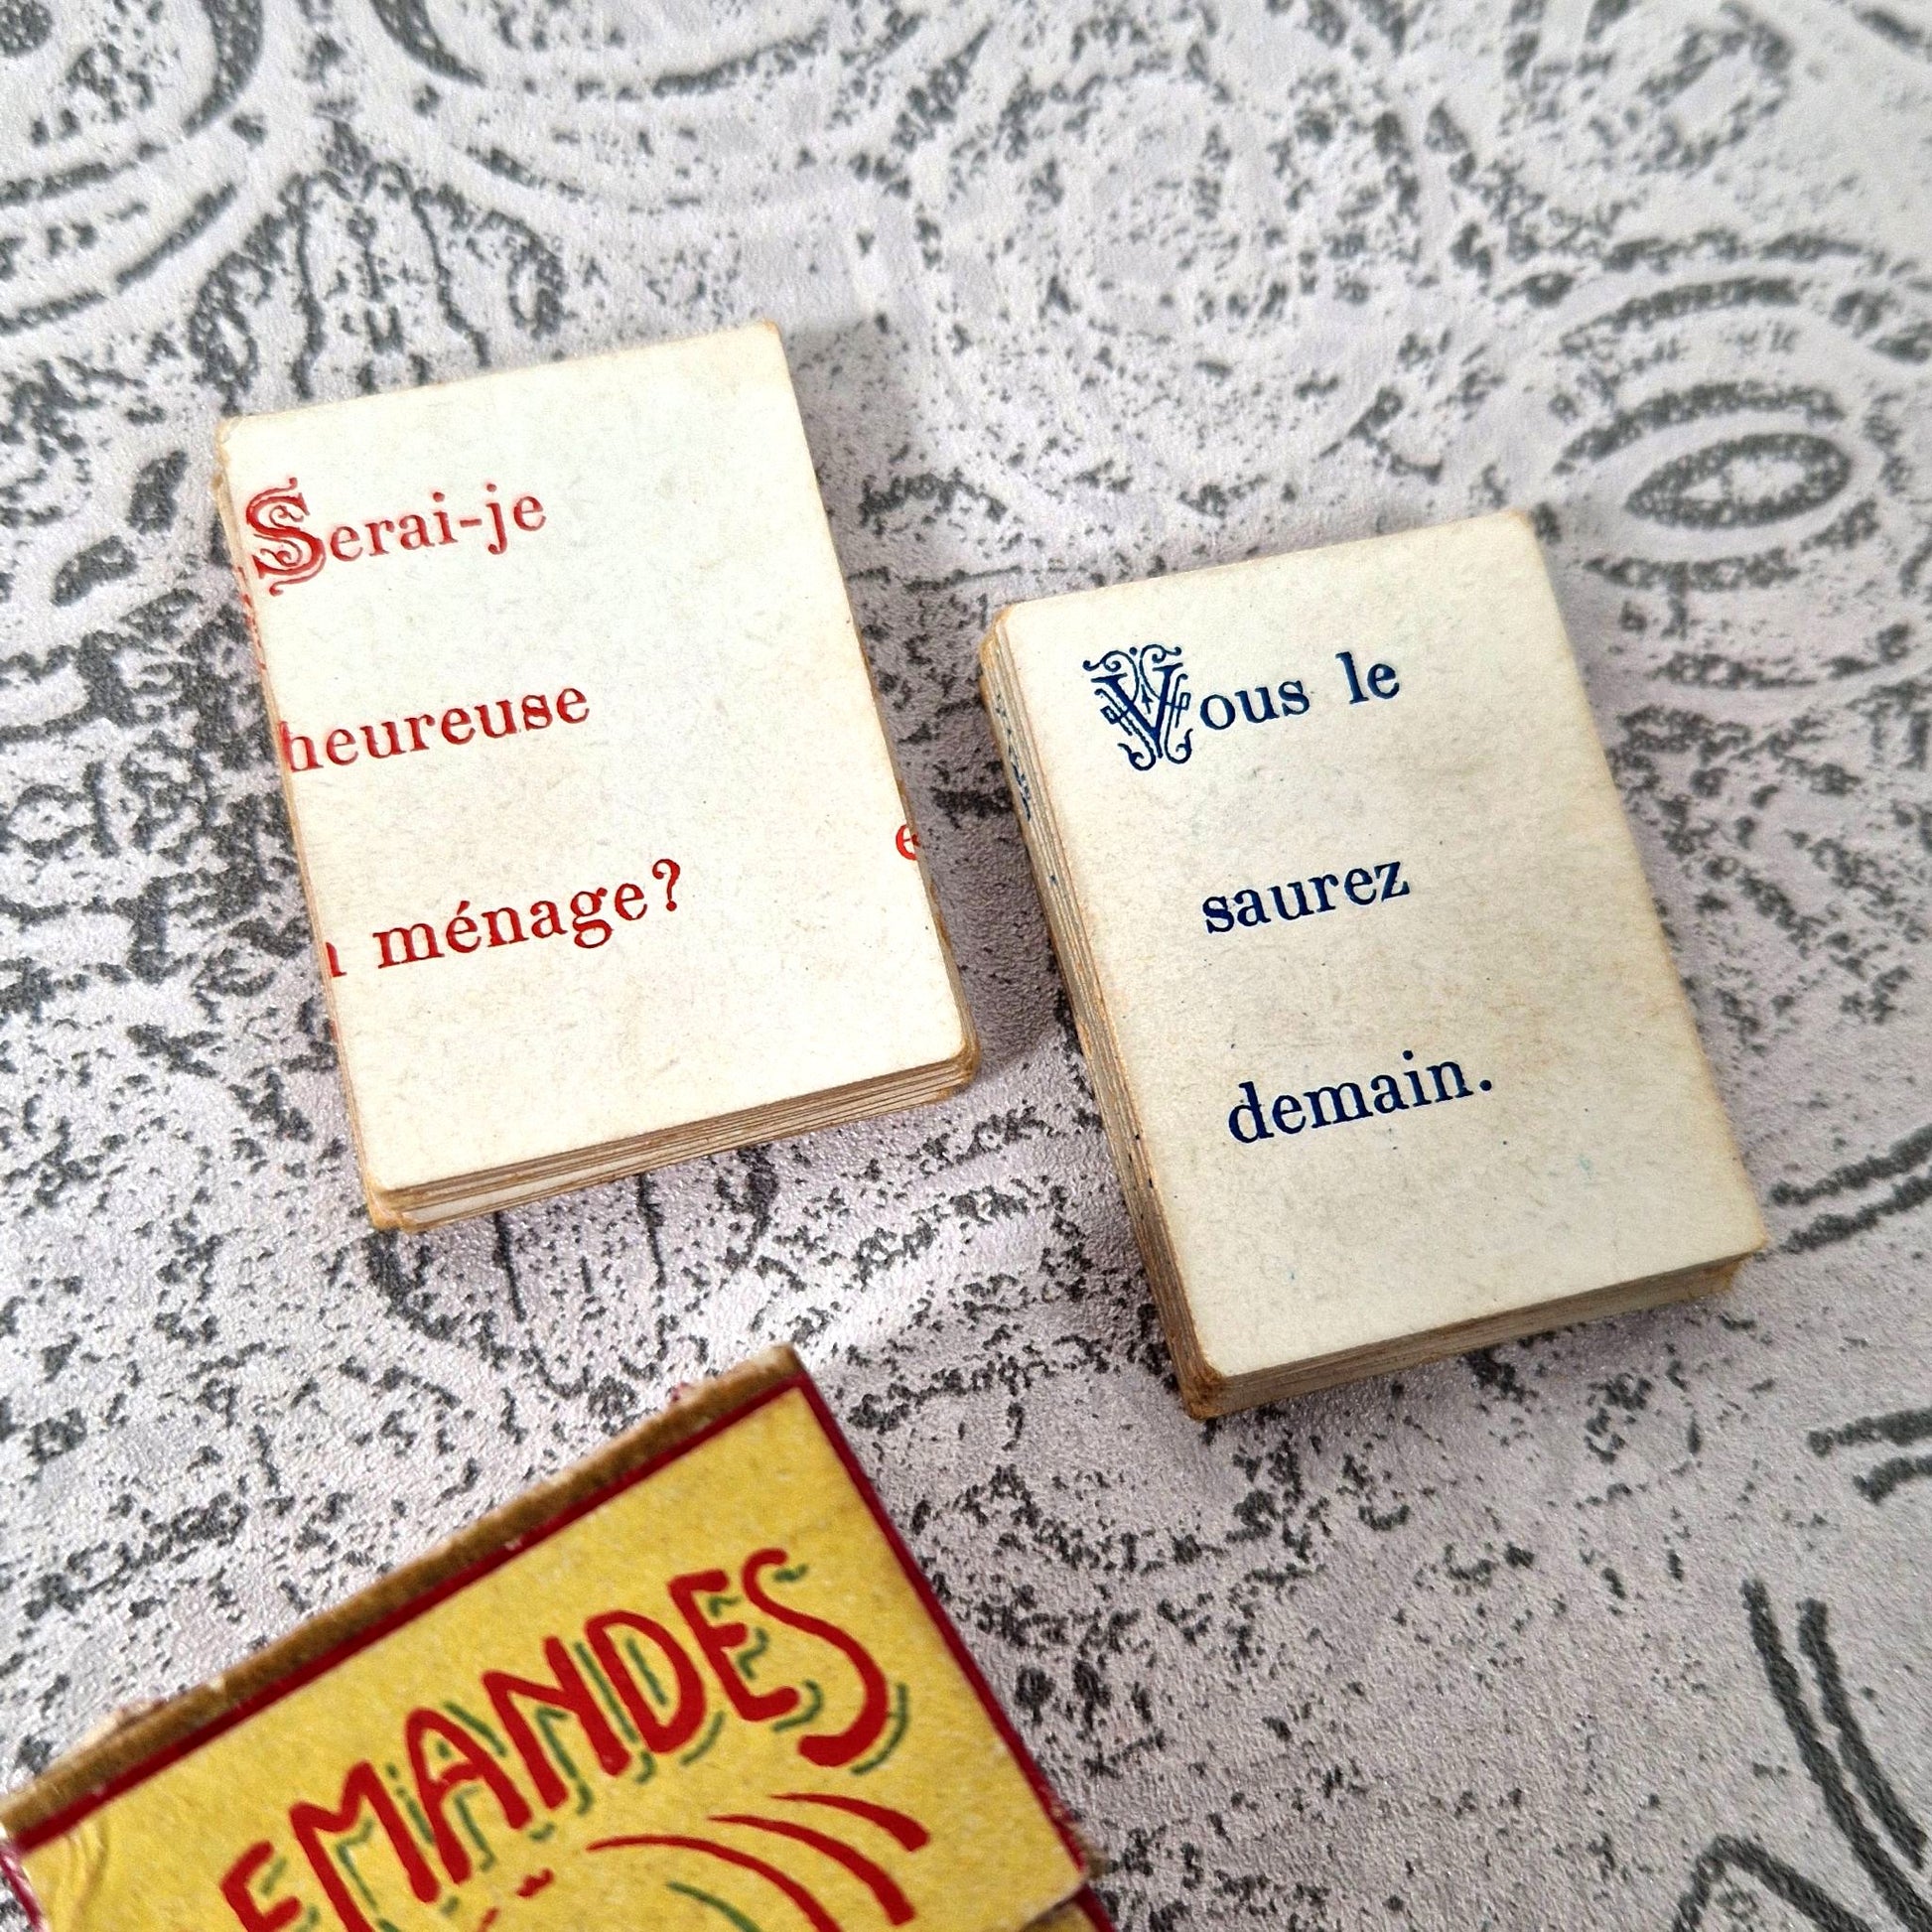 Serai-je
heureuse
n ménage?
e
Vous le
saurez
demain.
EMANDES